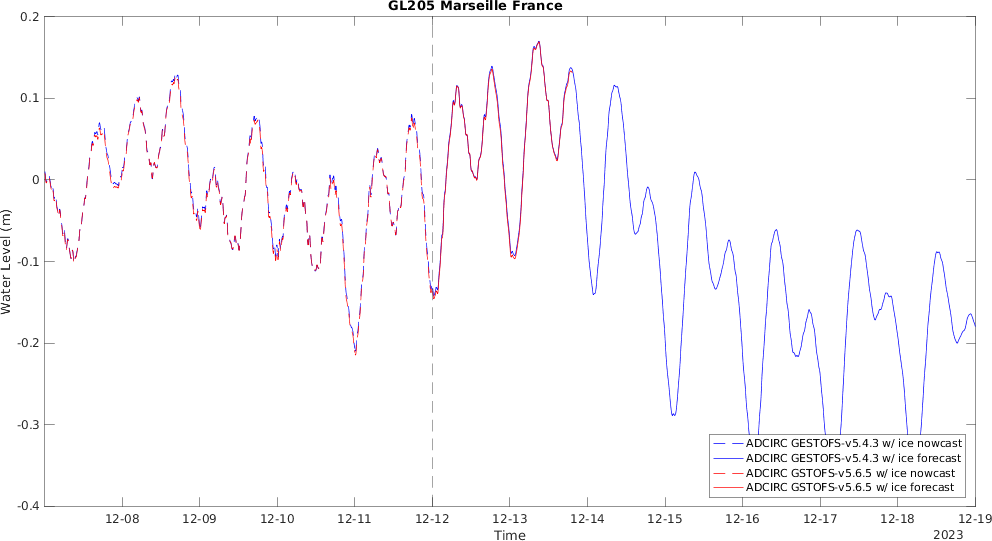 GL205 Marseille France
0.2
0.1
0
-0.1
-0.2
-0.3
-0.4
Water Level (m)
ADCIRC GESTOFS-v5.4.3 w/ ice nowcast
ADCIRC GESTOFS-v5.4.3 w/ ice forecast
ADCIRC GSTOFS-v5.6.5 w/ ice nowcast
ADCIRC GSTOFS-v5.6.5 w/ ice forecast
12-08 12-09 12-10 12-11 12-12 12-13 12-14 12-15 12-16 12-17 12-18 12-19
Time
2023